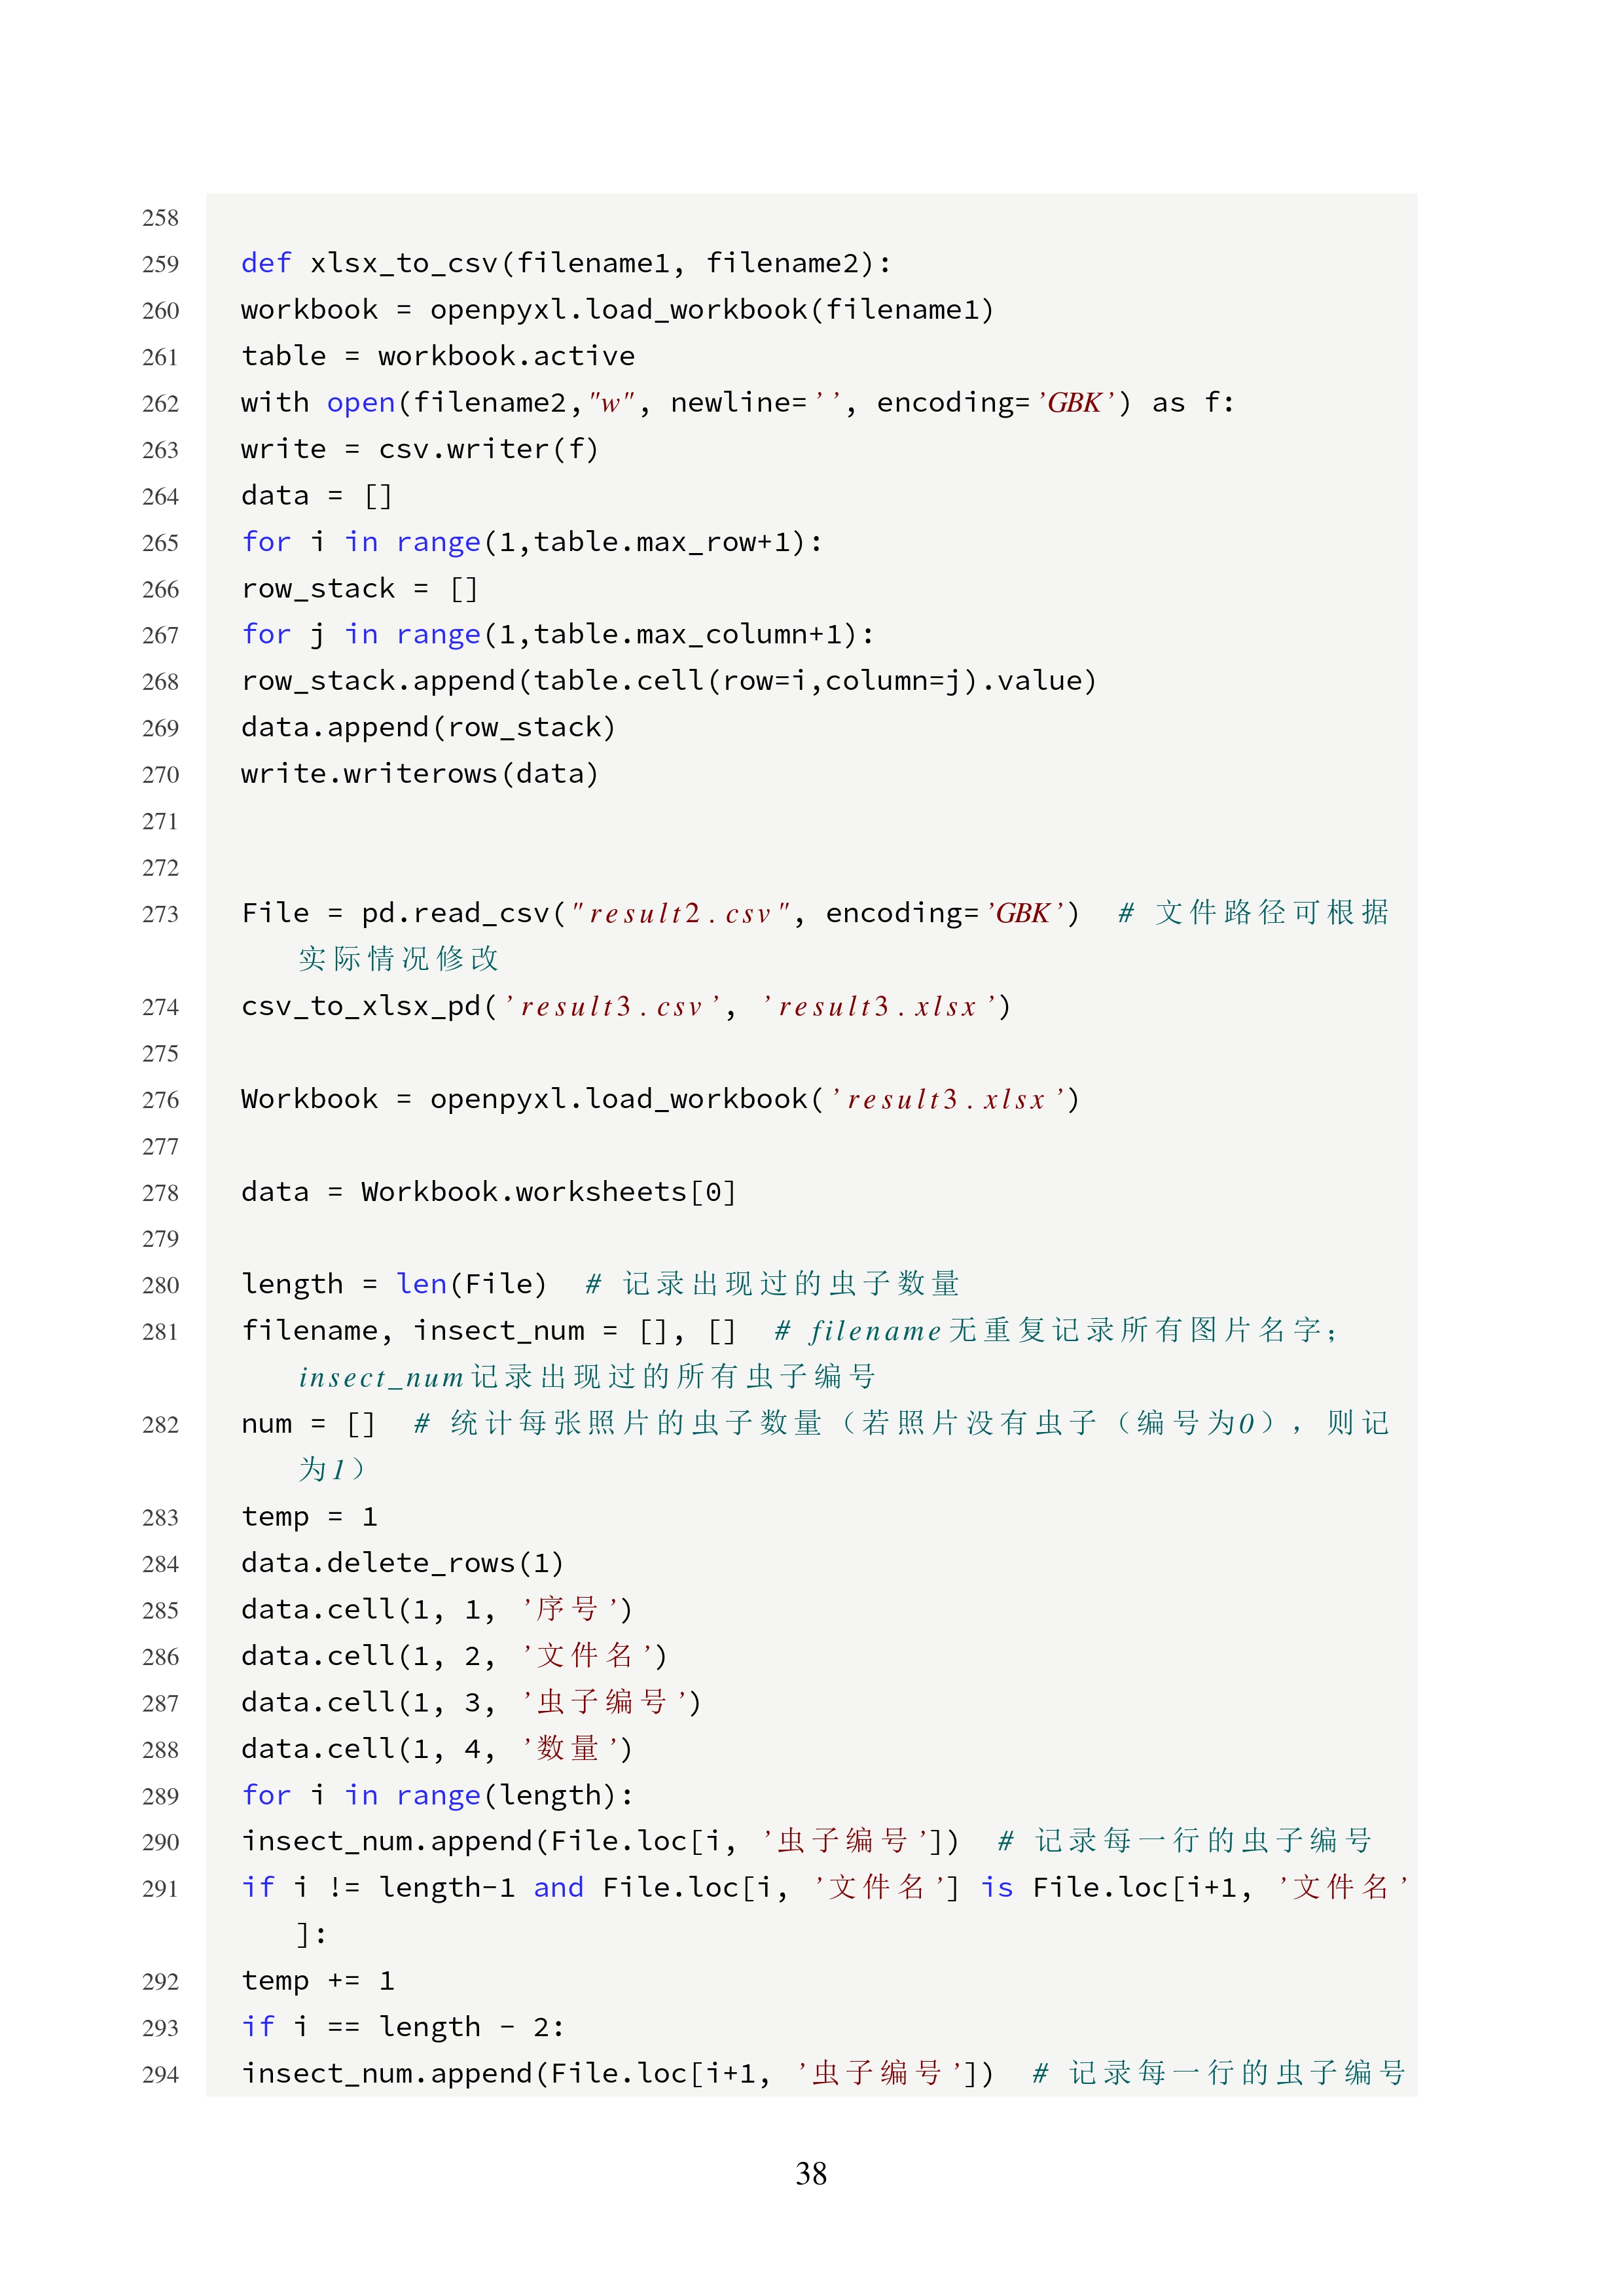 258
259 def xlsx_to_csv(filename1, filename2):
260 workbook = openpyxl.load_workbook(filename1)
261 table = workbook.active
262 with open(filename2,"w", newline='', encoding='GBK') as f:
263 write = csv.writer(f)
264 data = []
265 for i in range(1,table.max_row+1):
266 row_stack = []
267 for j in range(1,table.max_column+1):
268 row_stack.append(table.cell(row=i,column=j).value)
269 data.append(row_stack)
270 write.writerows(data)
271
272
273 File = pd.read_csv("result2.csv", encoding='GBK') # 文件路径可根据
实际情况修改
274 csv_to_xlsx_pd('result3.csv', 'result3.xlsx')
275
276 Workbook = openpyxl.load_workbook('result3.xlsx')
277
278 data = Workbook.worksheets[0]
279
280 length = len(File) # 记录出现过的虫子数量
281 filename, insect_num = [], [] # filename无重复记录所有图片名字；
insect_num记录出现过的所有虫子编号
282 num = [] # 统计每张照片的虫子数量（若照片没有虫子（编号为0），则记
为1）
283 temp = 1
284 data.delete_rows(1)
285 data.cell(1, 1, '序号')
286 data.cell(1, 2, '文件名')
287 data.cell(1, 3, '虫子编号')
288 data.cell(1, 4, '数量')
289 for i in range(length):
290 insect_num.append(File.loc[i, '虫子编号']) # 记录每一行的虫子编号
291 if i != length-1 and File.loc[i, '文件名'] is File.loc[i+1, '文件名'
]:
292 temp += 1
293 if i == length - 2:
294 insect_num.append(File.loc[i+1, '虫子编号']) # 记录每一行的虫子编号
38